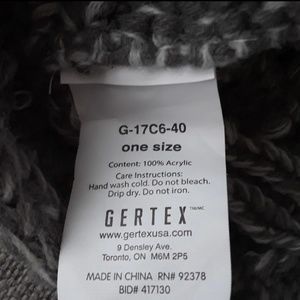 G-17C6-40
one size
Content: 100% Acrylic
Care Instructions:
Hand wash cold. Do not bleach.
Drip dry. Do not iron.
GERTEX TM/MC
www.gertexusa.com
9 Densley Ave.
Toronto, ON M6M 2P5
MADE IN CHINA RN# 92378
BID# 417130